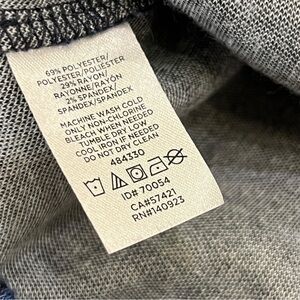 69% POLYESTER/
POLYESTER/POLIÉSTER
29% RAYON/
RAYONNE/RAYÓN
2% SPANDEX/
SPANDEX/SPANDEX
MACHINE WASH COLD
ONLY NON-CHLORINE
BLEACH WHEN NEEDED
TUMBLE DRY LOW
COOL IRON IF NEEDED
DO NOT DRY CLEAN
484330
ID# 70054
CA#57421
RN#140923